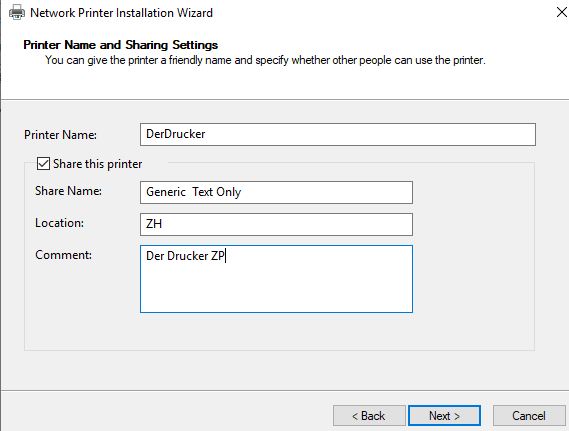 Network Printer Installation Wizard
Printer Name and Sharing Settings
You can give the printer a friendly name and specify whether other people can use the printer.
Printer Name: DerDrucker
Share this printer
Share Name: Generic  Text Only
Location: ZH
Comment: Der Drucker ZP
< Back Next > Cancel